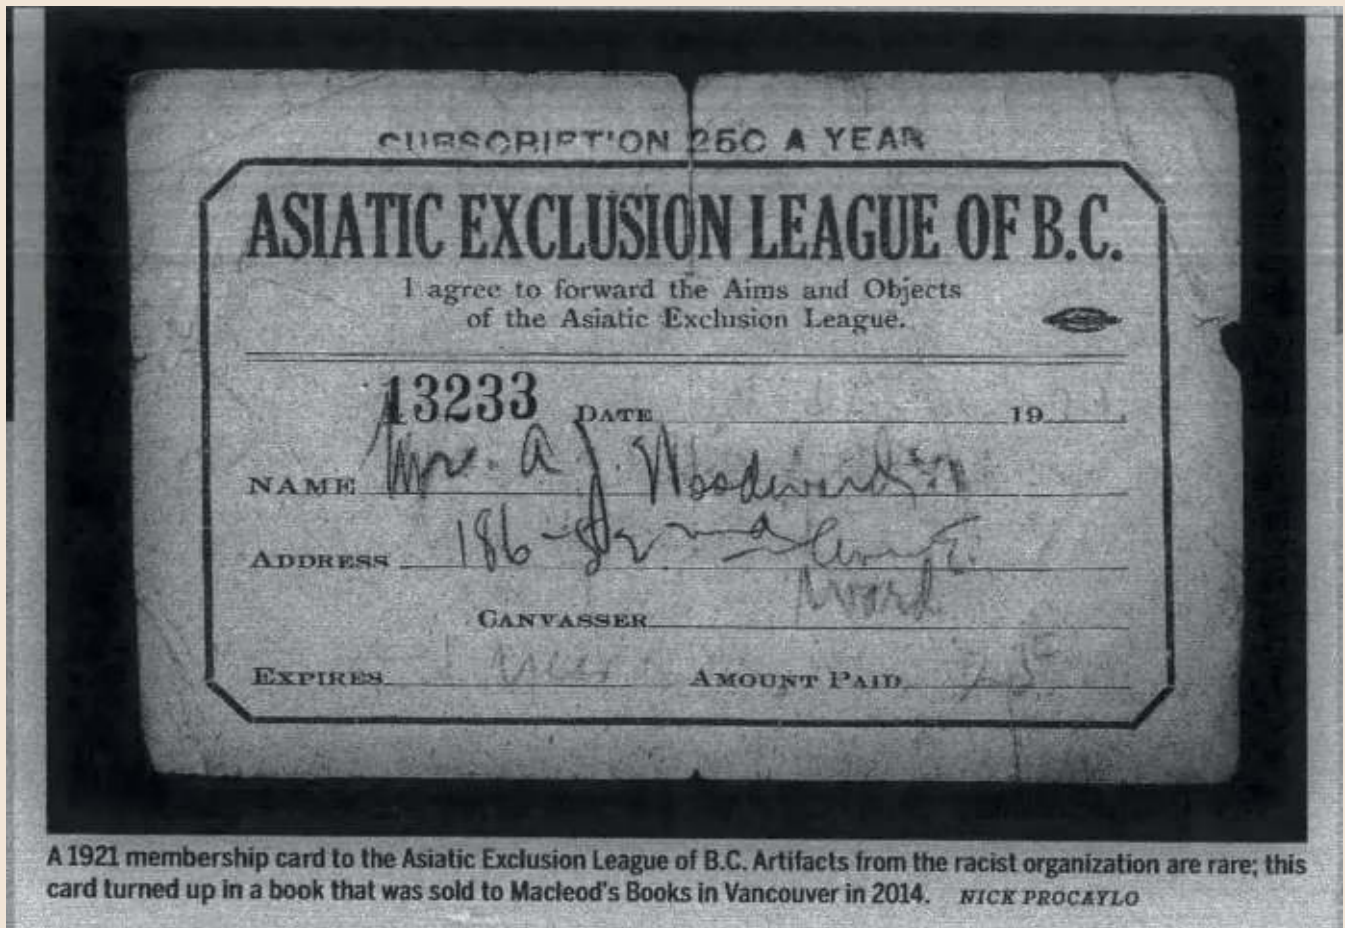 SUBSCRIPTION 25C A YEAR
ASIATIC EXCLUSION LEAGUE OF B.C.
I agree to forward the Aims and Objects
of the Asiatic Exclusion League.
13233 DATE 19
NAME A J. Woodward
ADDRESS 186
CANVASSER
EXPIRES AMOUNT PAID
A 1921 membership card to the Asiatic Exclusion League of B.C. Artifacts from the racist organization are rare; this
card turned up in a book that was sold to Macleod's Books in Vancouver in 2014. NICK PROCAYLO